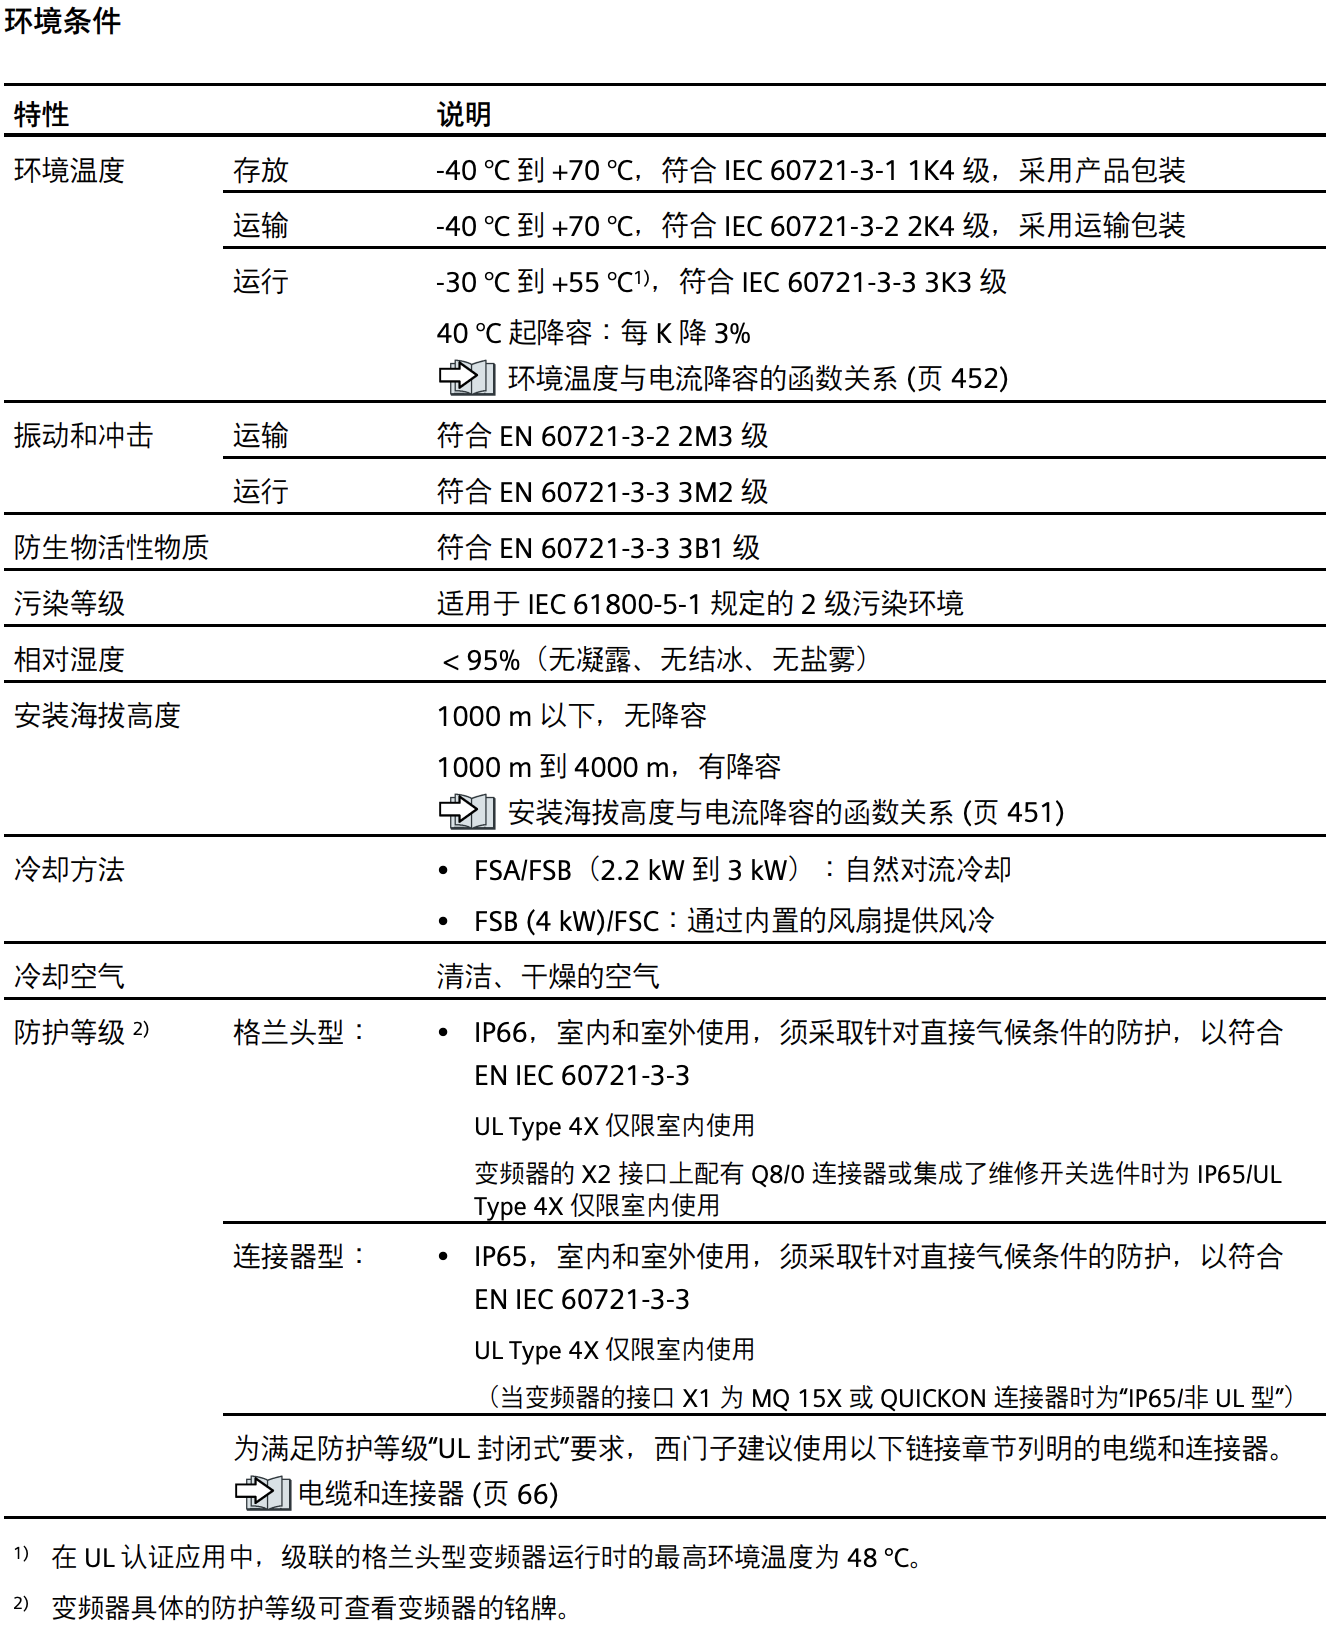 环境条件
特性 说明
环境温度 存放 -40 ℃ 到 +70 ℃，符合 IEC 60721-3-1 1K4 级，采用产品包装
运输 -40 ℃ 到 +70 ℃，符合 IEC 60721-3-2 2K4 级，采用运输包装
运行 -30 ℃ 到 +55 ℃1)，符合 IEC 60721-3-3 3K3 级
40 ℃ 起降容：每 K 降 3%
环境温度与电流降容的函数关系 (页 452)
振动和冲击 运输 符合 EN 60721-3-2 2M3 级
运行 符合 EN 60721-3-3 3M2 级
防生物活性物质 符合 EN 60721-3-3 3B1 级
污染等级 适用于 IEC 61800-5-1 规定的 2 级污染环境
相对湿度 < 95%（无凝露、无结冰、无盐雾）
安装海拔高度 1000 m 以下，无降容
1000 m 到 4000 m，有降容
安装海拔高度与电流降容的函数关系 (页 451)
冷却方法 • FSA/FSB（2.2 kW 到 3 kW）：自然对流冷却
• FSB (4 kW)/FSC：通过内置的风扇提供风冷
冷却空气 清洁、干燥的空气
防护等级 2) 格兰头型： • IP66，室内和室外使用，须采取针对直接气候条件的防护，以符合
EN IEC 60721-3-3
UL Type 4X 仅限室内使用
变频器的 X2 接口上配有 Q8/0 连接器或集成了维修开关选件时为 IP65/UL
Type 4X 仅限室内使用
连接器型： • IP65，室内和室外使用，须采取针对直接气候条件的防护，以符合
EN IEC 60721-3-3
UL Type 4X 仅限室内使用
（当变频器的接口 X1 为 MQ 15X 或 QUICKON 连接器时为“IP65/非 UL 型”）
为满足防护等级“UL 封闭式”要求，西门子建议使用以下链接章节列明的电缆和连接器。
电缆和连接器 (页 66)
1) 在 UL 认证应用中，级联的格兰头型变频器运行时的最高环境温度为 48 ℃。
2) 变频器具体的防护等级可查看变频器的铭牌。